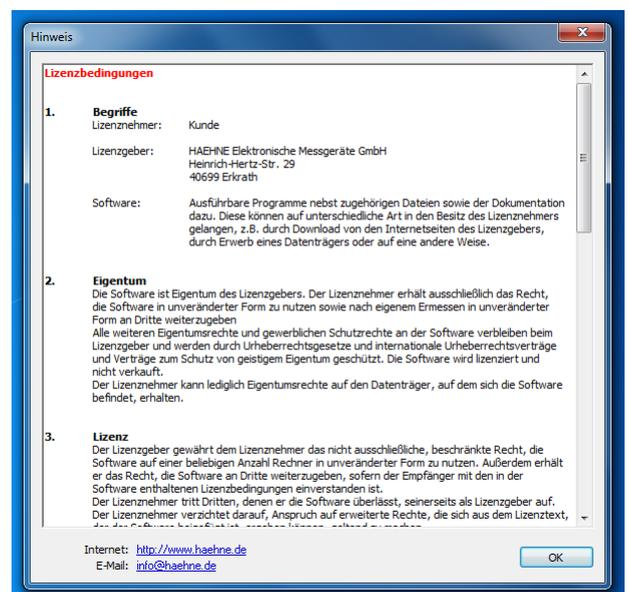 Hinweis
Lizenzbedingungen
1. Begriffe
Lizenznehmer: Kunde
Lizenzgeber: HAEHNE Elektronische Messgeräte GmbH
Heinrich-Hertz-Str. 29
40699 Erkrath
Software: Ausführbare Programme nebst zugehörigen Dateien sowie der Dokumentation
dazu. Diese können auf unterschiedliche Art in den Besitz des Lizenznehmers
gelangen, z.B. durch Download von den Internetseiten des Lizenzgebers,
durch Erwerb eines Datenträgers oder auf eine andere Weise.
2. Eigentum
Die Software ist Eigentum des Lizenzgebers. Der Lizenznehmer erhält ausschließlich das Recht,
die Software in unveränderter Form zu nutzen sowie nach eigenem Ermessen in unveränderter
Form an Dritte weiterzugeben
Alle weiteren Eigentumsrechte und gewerblichen Schutzrechte an der Software verbleiben beim
Lizenzgeber und werden durch Urheberrechtsgesetze und internationale Urheberrechtsverträge
und Verträge zum Schutz von geistigem Eigentum geschützt. Die Software wird lizenziert und
nicht verkauft.
Der Lizenznehmer kann lediglich Eigentumsrechte auf den Datenträger, auf dem sich die Software
befindet, erhalten.
3. Lizenz
Der Lizenzgeber gewährt dem Lizenznehmer das nicht ausschließliche, beschränkte Recht, die
Software auf einer beliebigen Anzahl Rechner in unveränderter Form zu nutzen. Außerdem erhält
er das Recht, die Software an Dritte weiterzugeben, sofern der Empfänger mit den in der
Software enthaltenen Lizenzbedingungen einverstanden ist.
Der Lizenznehmer tritt Dritten, denen er die Software überlässt, seinerseits als Lizenzgeber auf.
Der Lizenznehmer verzichtet darauf, Anspruch auf erweiterte Rechte, die sich aus dem Lizenztext,
Internet: http://www.haehne.de
E-Mail: info@haehne.de
OK